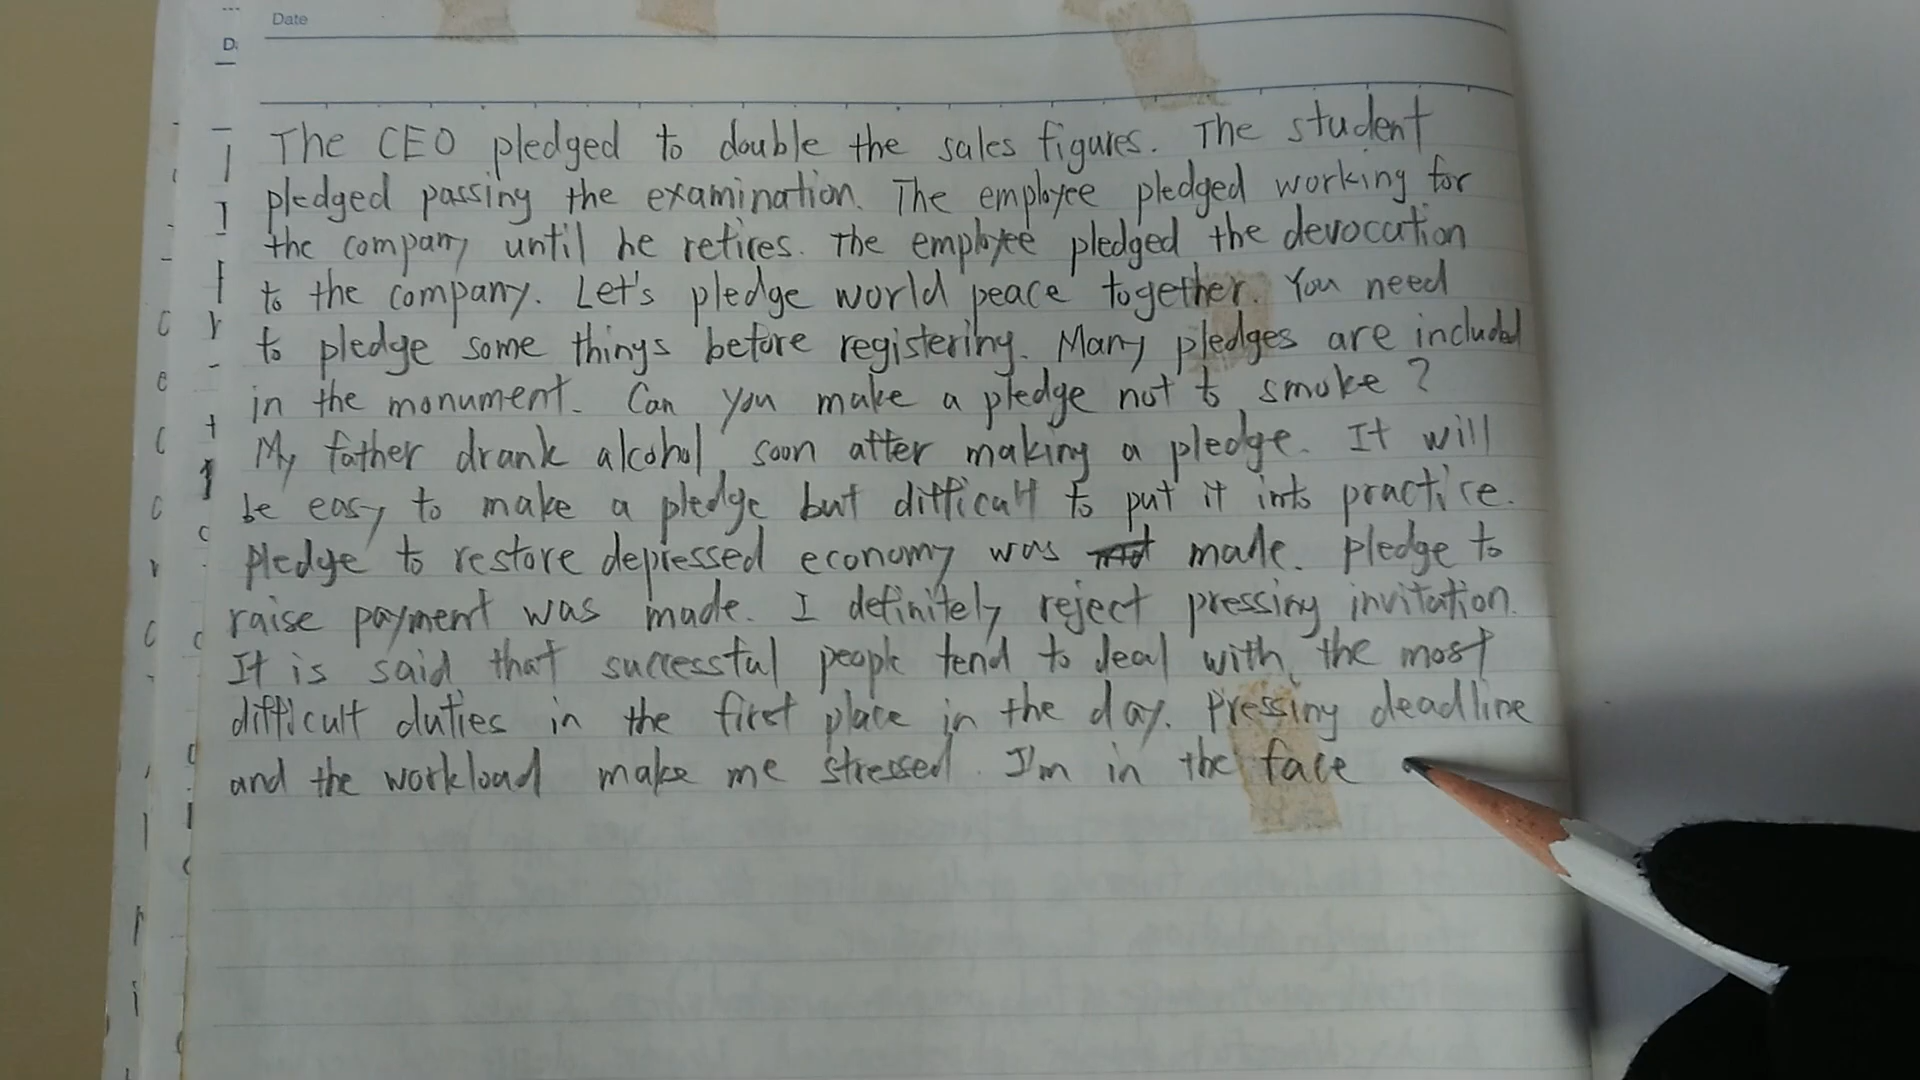 Date
The CEO pledged to double the sales figures. The student
pledged passing the examination. The employee pledged working for
the company until he retires. The employee pledged the devocation
to the company. Let's pledge world peace together. You need
to pledge some things before registering. Many pledges are included
in the monument. Can you make a pledge not to smoke?
My father drank alcohol soon after making a pledge. It will
be easy to make a pledge but difficult to put it into practice.
Pledge to restore depressed economy was made. Pledge to
raise payment was made. I definitely reject pressing invitation.
It is said that successful people tend to deal with the most
difficult duties in the first place in the day. Pressing deadline
and the workload make me stressed. I'm in the face